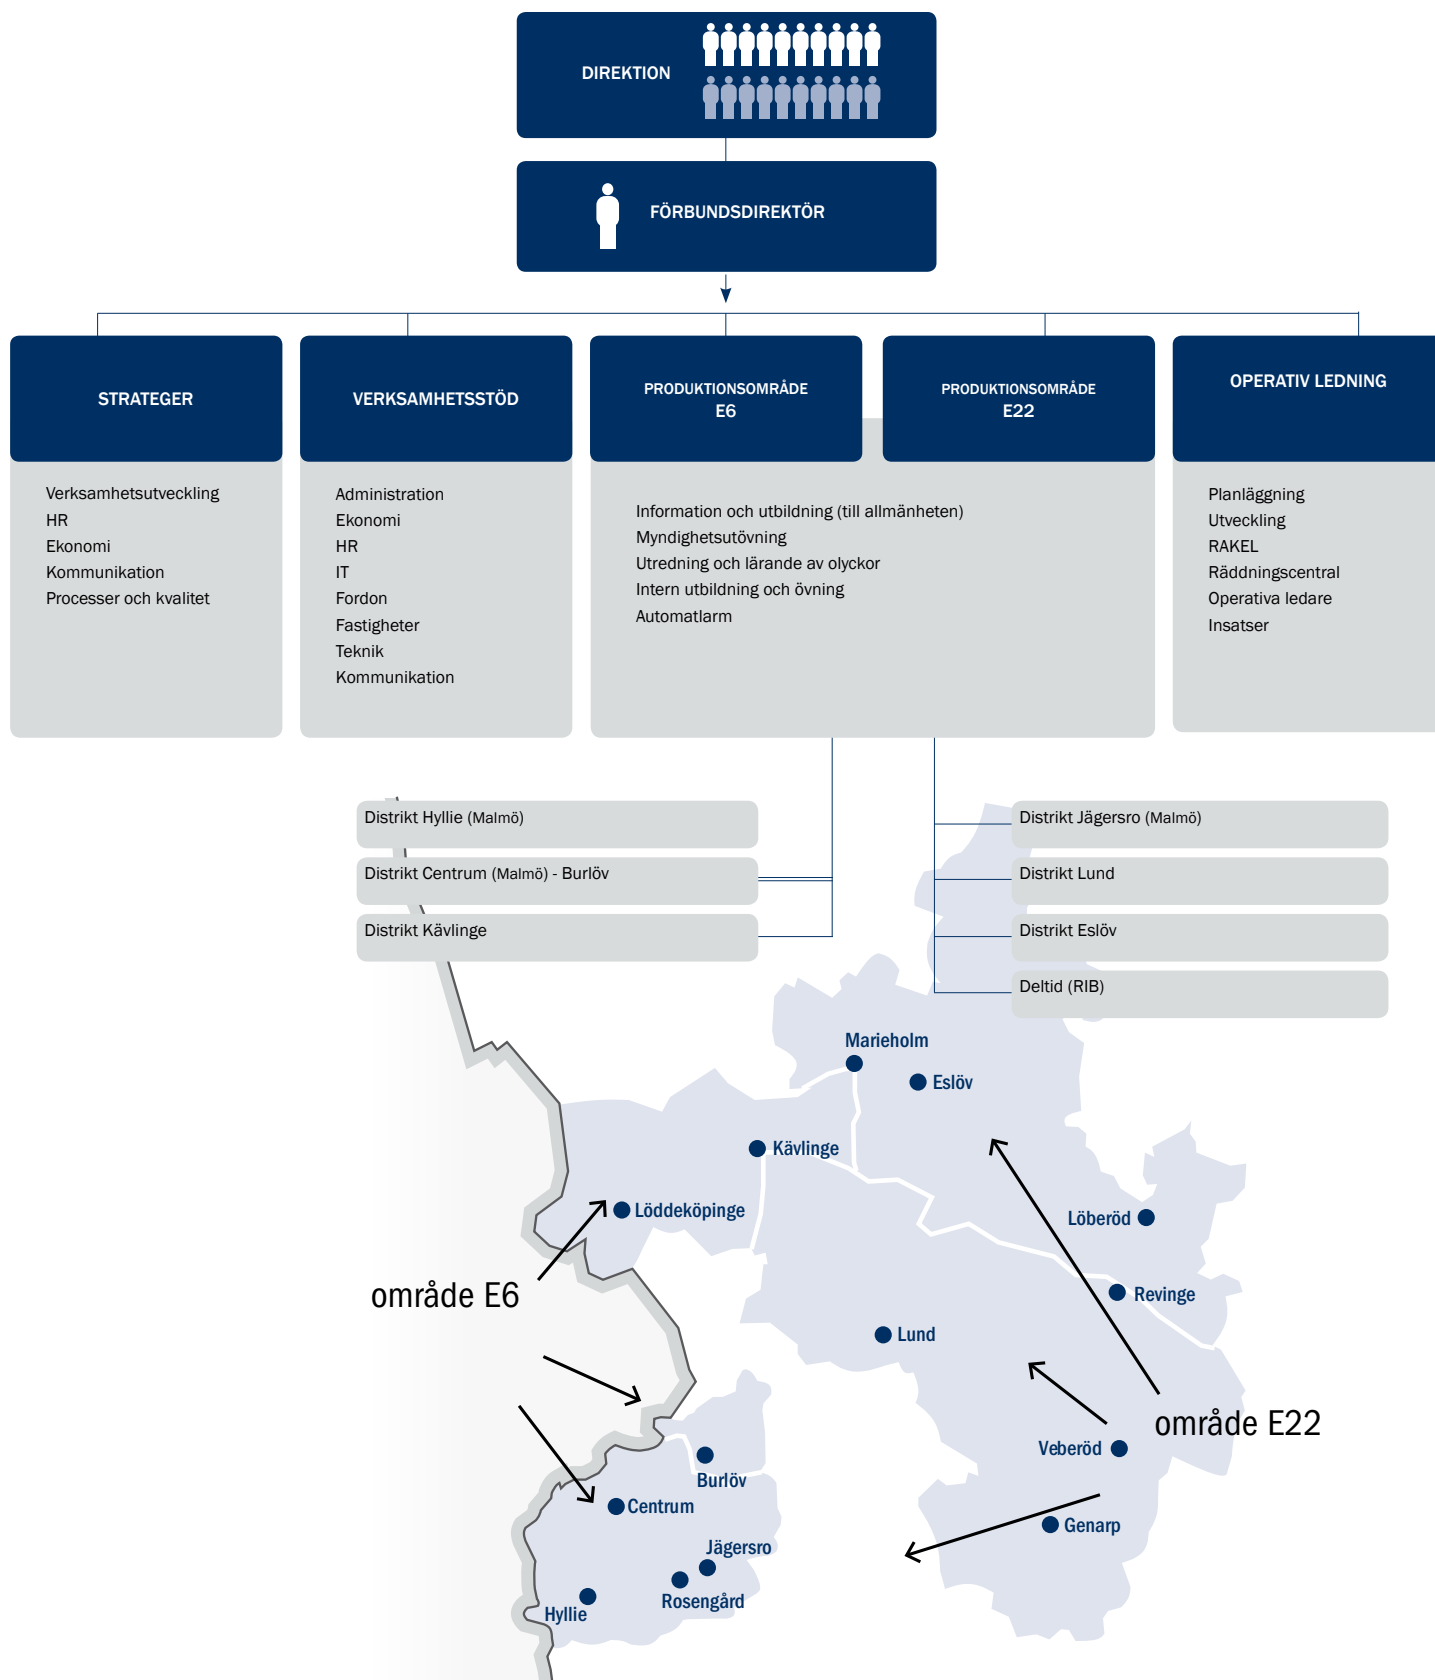 DIREKTION
FÖRBUNDSDIREKTÖR
STRATEGER
Verksamhetsutveckling
HR
Ekonomi
Kommunikation
Processer och kvalitet
VERKSAMHETSSTÖD
Administration
Ekonomi
HR
IT
Fordon
Fastigheter
Teknik
Kommunikation
PRODUKTIONSOMRÅDE
E6
PRODUKTIONSOMRÅDE
E22
Information och utbildning (till allmänheten)
Myndighetsutövning
Utredning och lärande av olyckor
Intern utbildning och övning
Automatlarm
OPERATIV LEDNING
Planläggning
Utveckling
RAKEL
Räddningscentral
Operativa ledare
Insatser
Distrikt Hyllie (Malmö)
Distrikt Centrum (Malmö) - Burlöv
Distrikt Kävlinge
Distrikt Jägersro (Malmö)
Distrikt Lund
Distrikt Eslöv
Deltid (RIB)
Marieholm
Eslöv
Kävlinge
Löddeköpinge
Löberöd
område E6
Revinge
Lund
område E22
Veberöd
Burlöv
Centrum
Genarp
Jägersro
Rosengård
Hyllie